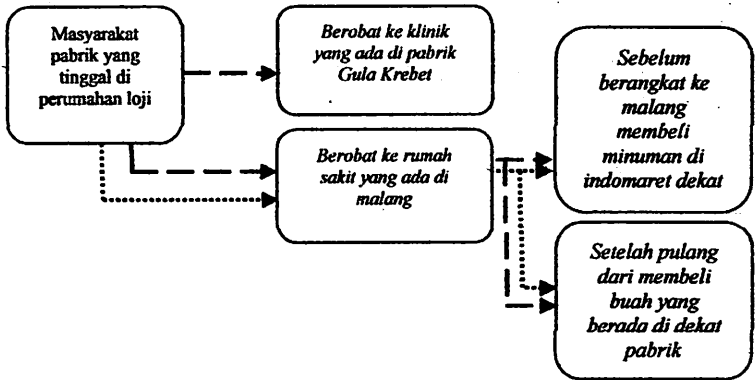 Masyarakat
pabrik yang
tinggal di
perumahan loji
Berobat ke klinik
yang ada di pabrik
Gula Krebet
Berobat ke rumah
sakit yang ada di
malang
Sebelum
berangkat ke
malang
membeli
minuman di
indomaret dekat
Setelah pulang
dari membeli
buah yang
berada di dekat
pabrik